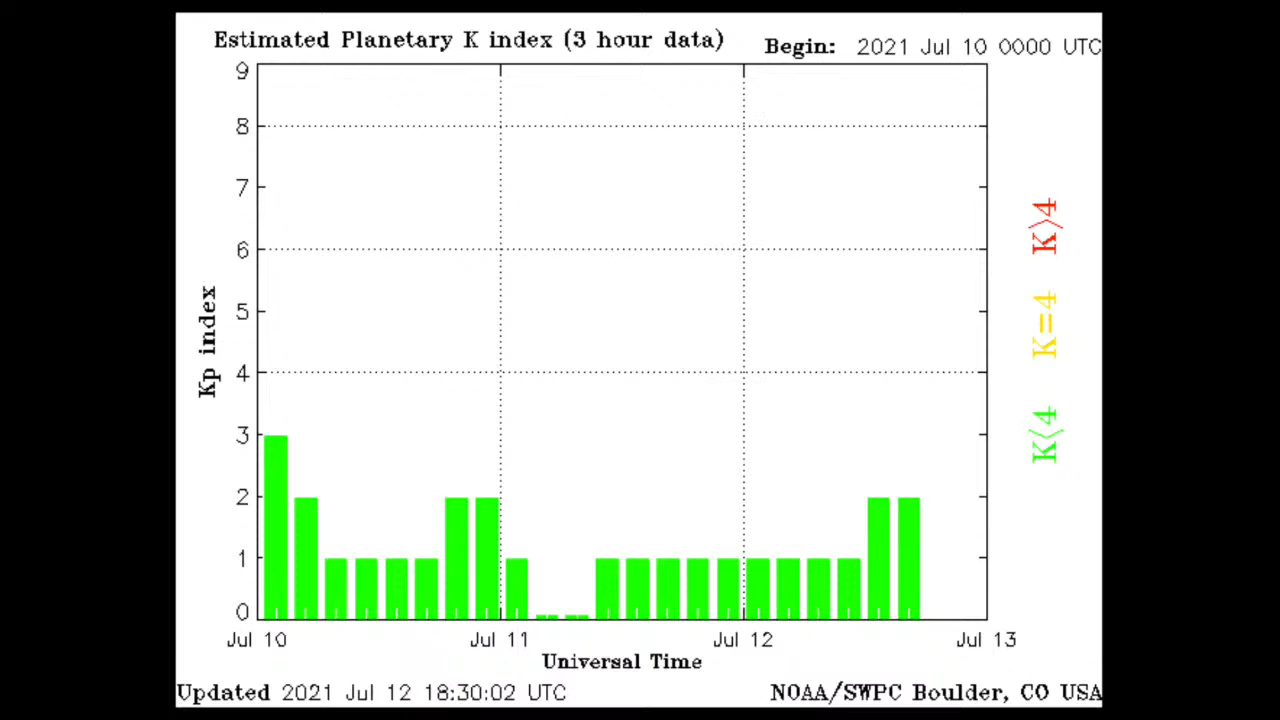 Estimated Planetary K index (3 hour data)
Begin: 2021 Jul 10 0000 UTC
9
8
7
6
5
4
3
2
1
0
Kp index
K>4
K=4
K<4
Jul 10 Jul 11 Jul 12 Jul 13
Universal Time
Updated 2021 Jul 12 18:30:02 UTC
NOAA/SWPC Boulder, CO USA